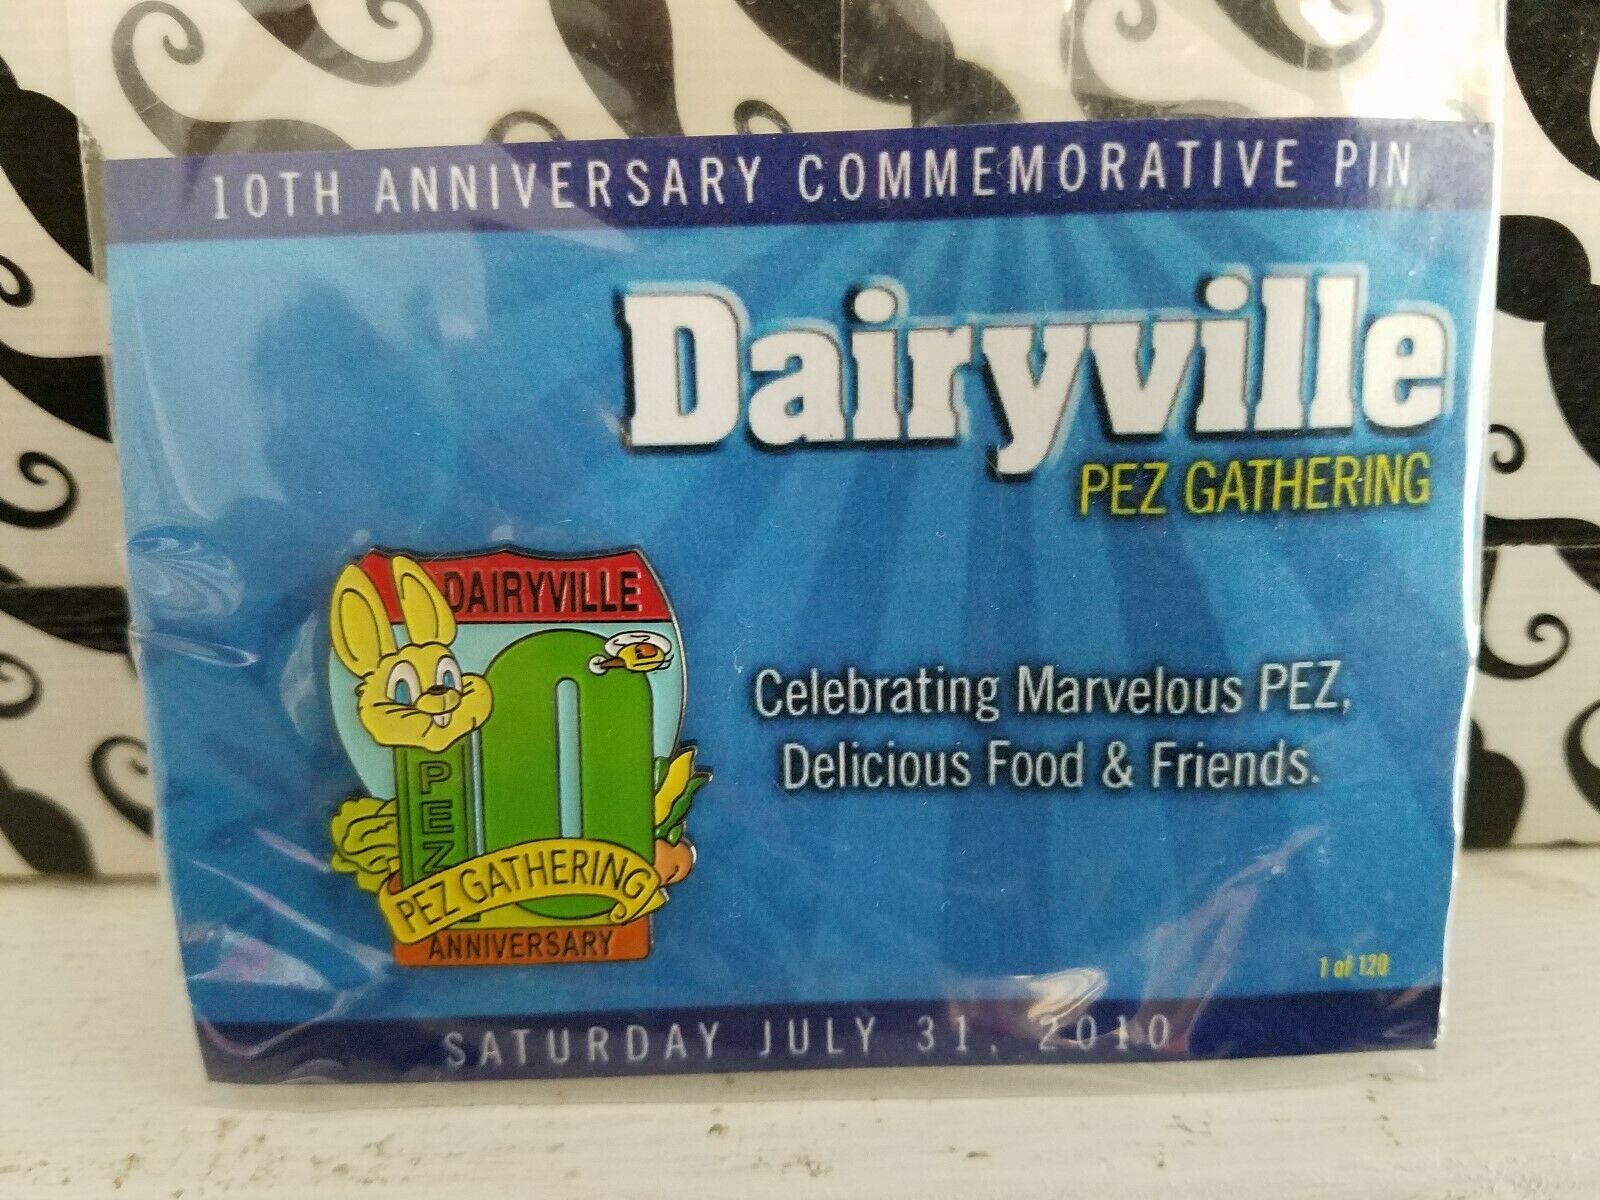 10TH ANNIVERSARY COMMEMORATIVE PIN
Dairyville
PEZ GATHERING
DAIRYVILLE
10
PEZ
PEZ GATHERING
ANNIVERSARY
Celebrating Marvelous PEZ,
Delicious Food & Friends.
1 of 120
SATURDAY JULY 31, 2010